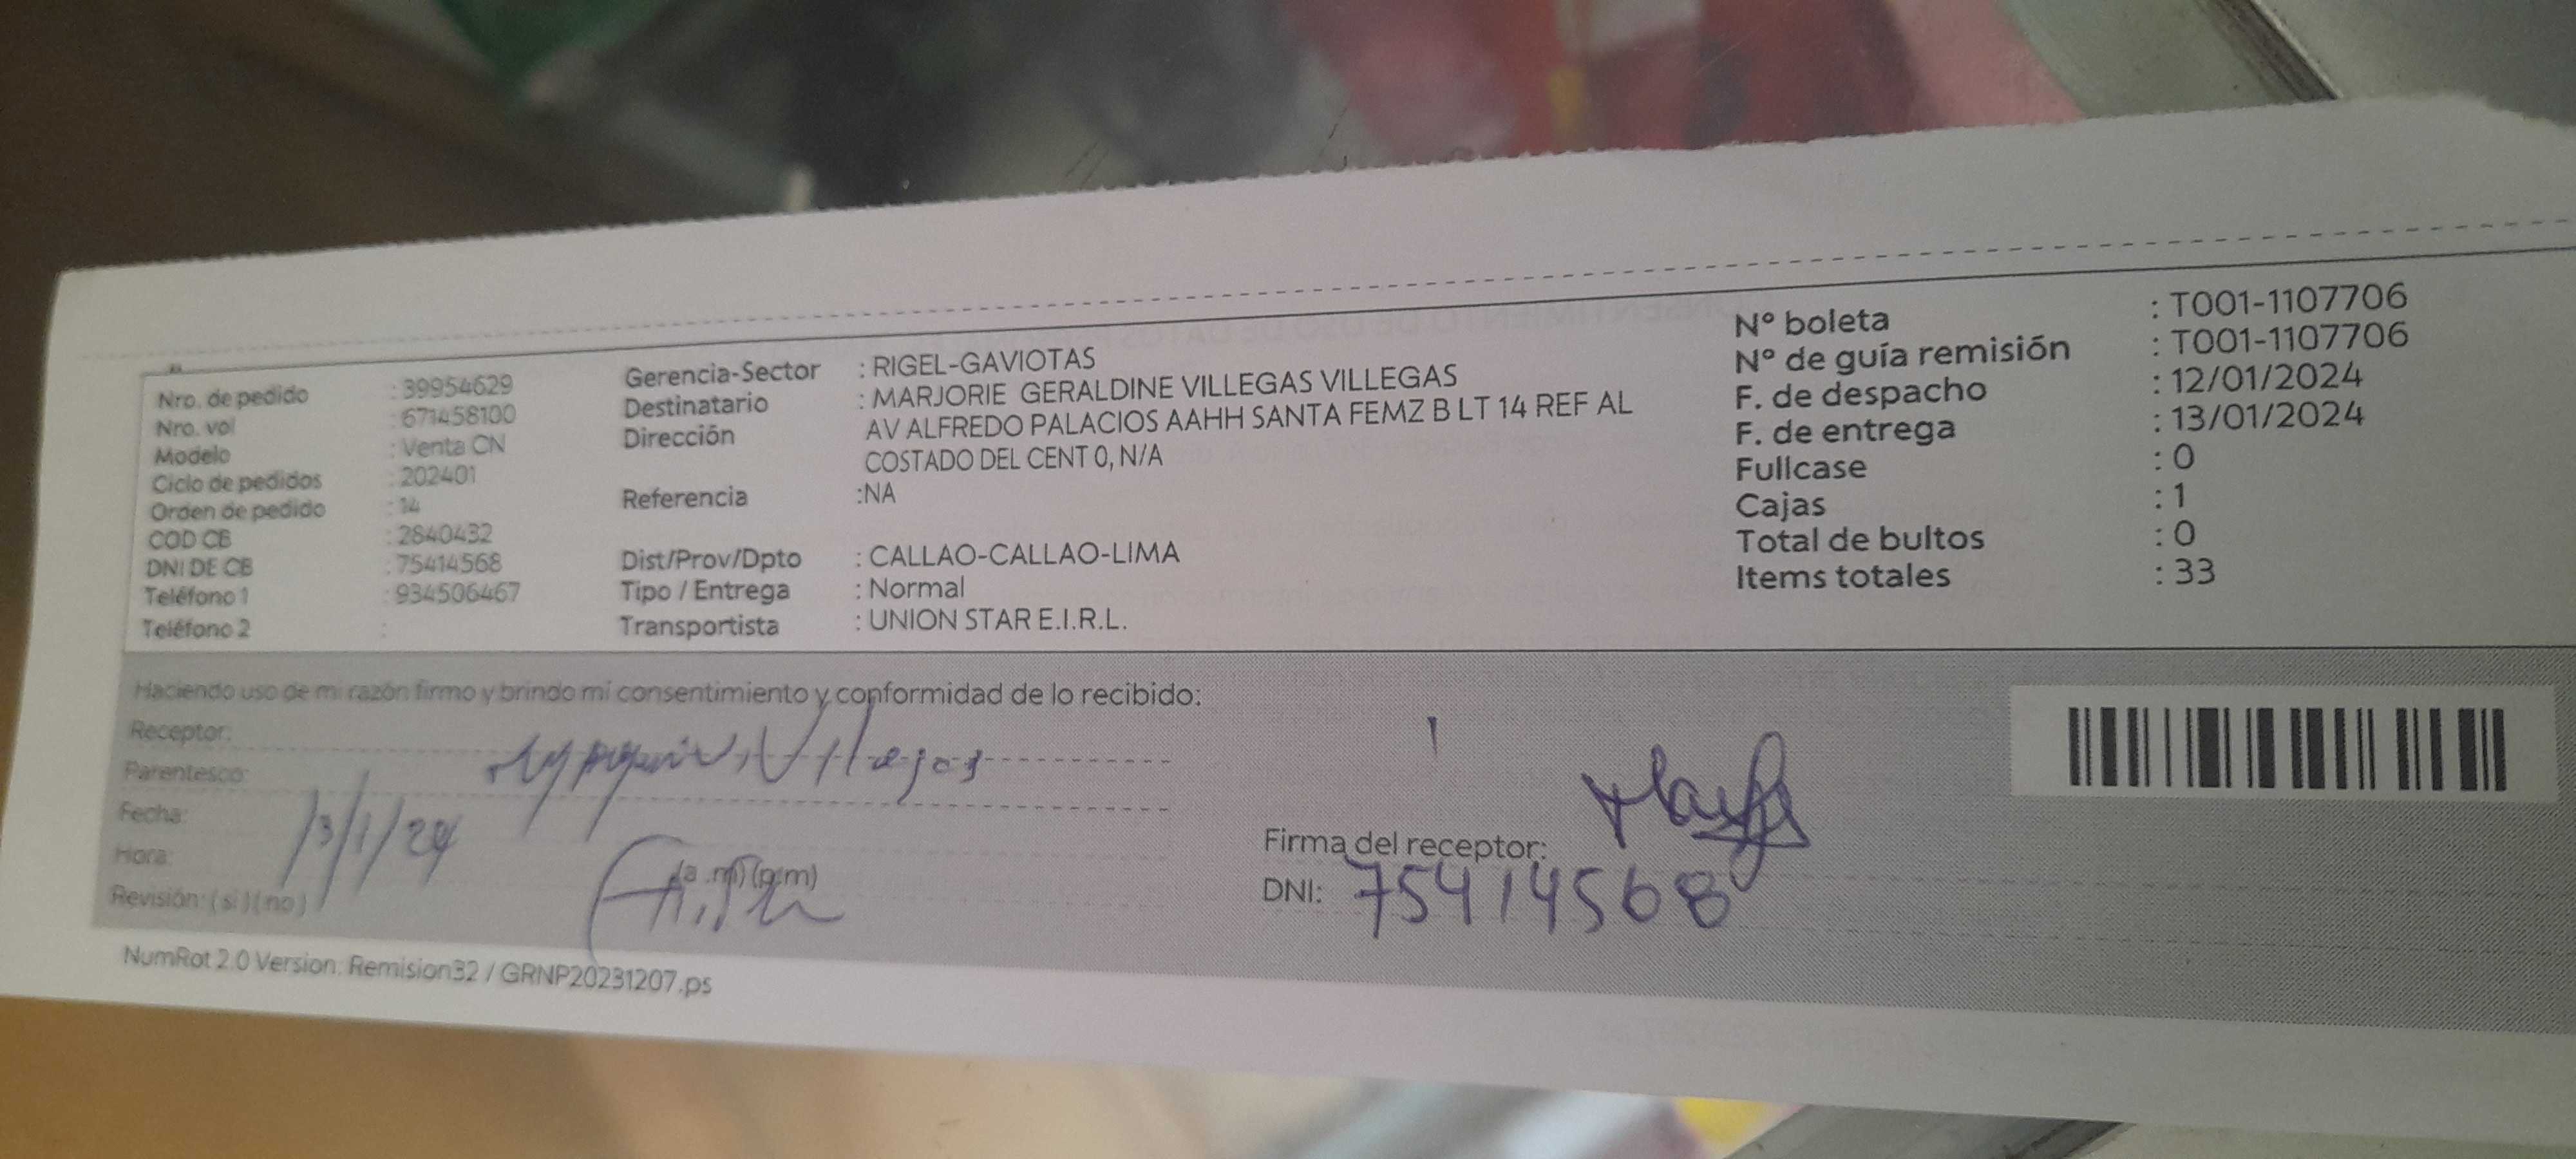 Nro. de pedido : 39954629
Nro. vol : 671458100
Modelo : Venta CN
Ciclo de pedidos : 202401
Orden de pedido : 14
COD CB : 2840432
DNI DE CB : 75414568
Teléfono 1 : 934506467
Teléfono 2 :
Gerencia-Sector : RIGEL-GAVIOTAS
Destinatario : MARJORIE GERALDINE VILLEGAS VILLEGAS
Dirección AV ALFREDO PALACIOS AAHH SANTA FEMZ B LT 14 REF AL
COSTADO DEL CENT 0, N/A
Referencia :NA
Dist/Prov/Dpto : CALLAO-CALLAO-LIMA
Tipo / Entrega : Normal
Transportista : UNION STAR E.I.R.L.
N° boleta : T001-1107706
N° de guía remisión : T001-1107706
F. de despacho : 12/01/2024
F. de entrega : 13/01/2024
Fullcase : 0
Cajas : 1
Total de bultos : 0
Items totales : 33
Haciendo uso de mi razón firmo y brindo mi consentimiento y conformidad de lo recibido:
Receptor: Villegas
Parentesco:
Fecha: 13/1/24
Hora: (a .m) (p.m)
Revisión: (si) (no)
Firma del receptor:
DNI: 75414568
NumRot 2.0 Version: Remision32 / GRNP20231207.ps